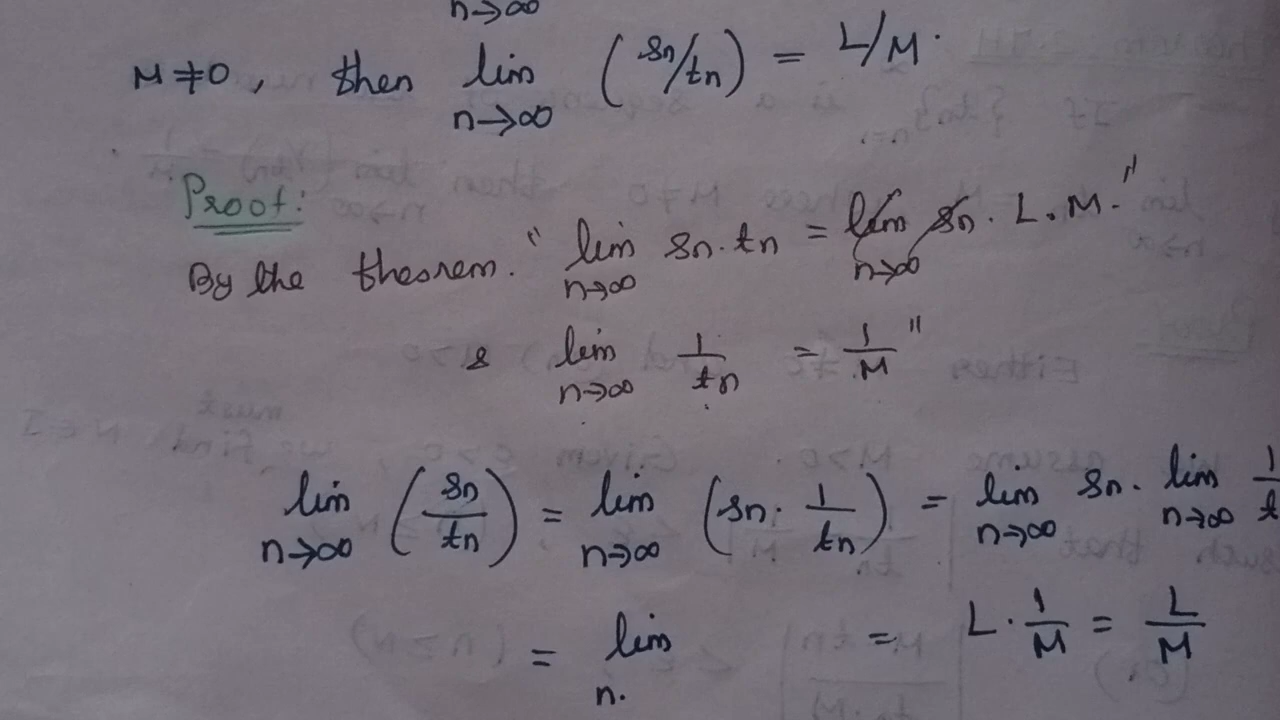 n→∞
M≠0, then lim (sn/tn) = L/M.
n→∞
Proof:
By the theorem. " lim sn.tn = lim sn. L.M."
n→∞ n→∞
& lim 1/tn = 1/M "
n→∞
lim (sn/tn) = lim (sn. 1/tn) = lim sn. lim 1/t
n→∞ n→∞ n→∞ n→∞
= lim = L. 1/M = L/M
n.